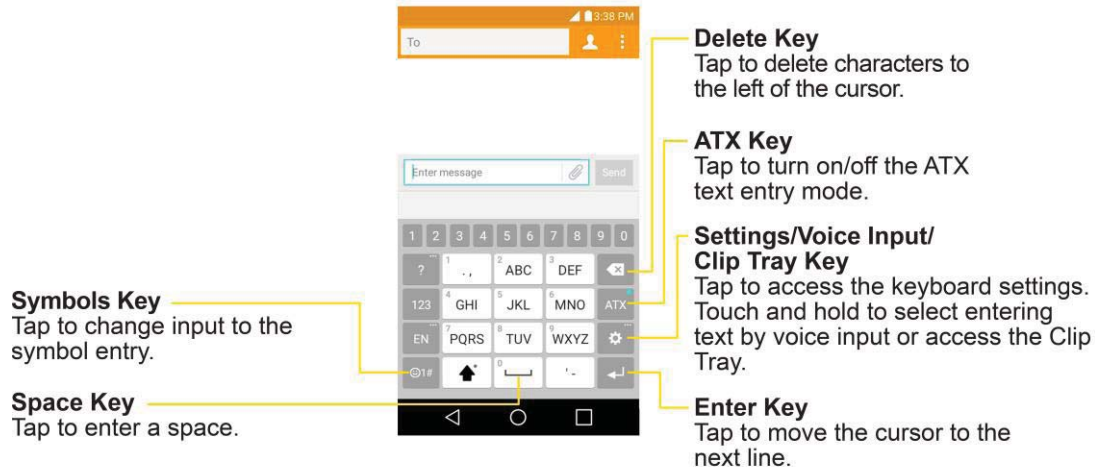 3:38 PM
To
Enter message
Send
1 2 3 4 5 6 7 8 9 0
? 1 ., 2 ABC 3 DEF
123 4 GHI 5 JKL 6 MNO ATX
EN 7 PQRS 8 TUV 9 WXYZ
1# * 0 '-
Symbols Key
Tap to change input to the
symbol entry.
Space Key
Tap to enter a space.
Delete Key
Tap to delete characters to
the left of the cursor.
ATX Key
Tap to turn on/off the ATX
text entry mode.
Settings/Voice Input/
Clip Tray Key
Tap to access the keyboard settings.
Touch and hold to select entering
text by voice input or access the Clip
Tray.
Enter Key
Tap to move the cursor to the
next line.